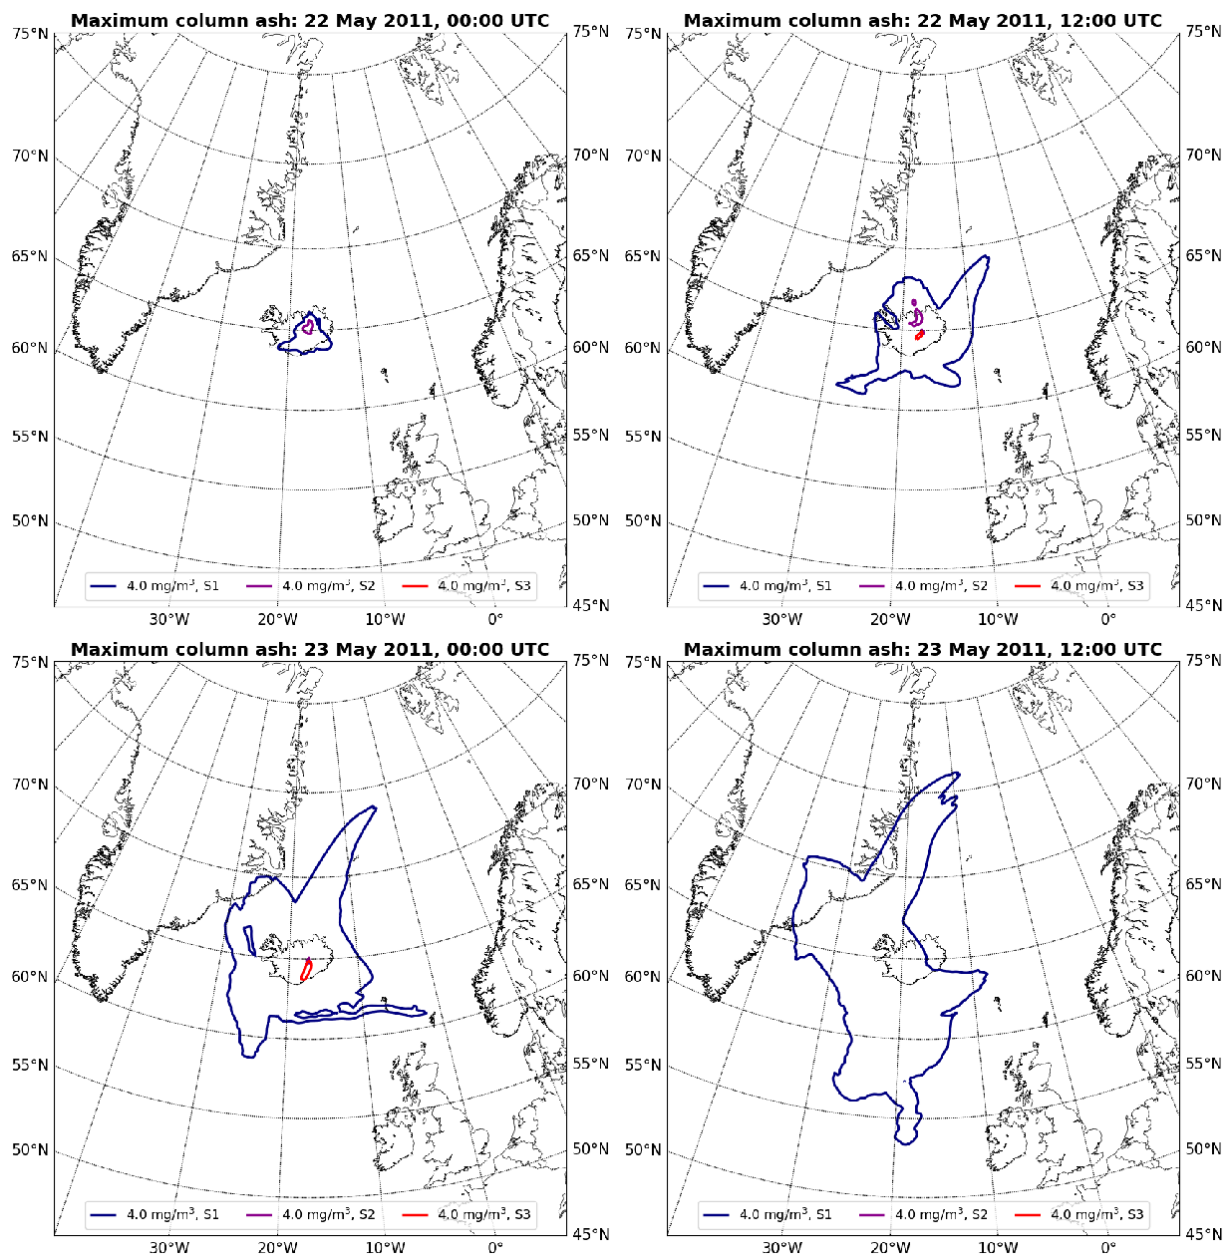 Maximum column ash: 22 May 2011, 00:00 UTC
75°N
75°N
70°N
70°N
65°N
65°N
60°N
60°N
55°N
55°N
50°N
50°N
45°N
4.0 mg/m³, S1
4.0 mg/m³, S2
4.0 mg/m³, S3
30°W
20°W
10°W
0°
Maximum column ash: 22 May 2011, 12:00 UTC
75°N
75°N
70°N
70°N
65°N
65°N
60°N
60°N
55°N
55°N
50°N
50°N
45°N
4.0 mg/m³, S1
4.0 mg/m³, S2
4.0 mg/m³, S3
30°W
20°W
10°W
0°
Maximum column ash: 23 May 2011, 00:00 UTC
75°N
75°N
70°N
70°N
65°N
65°N
60°N
60°N
55°N
55°N
50°N
50°N
45°N
4.0 mg/m³, S1
4.0 mg/m³, S2
4.0 mg/m³, S3
30°W
20°W
10°W
0°
Maximum column ash: 23 May 2011, 12:00 UTC
75°N
75°N
70°N
70°N
65°N
65°N
60°N
60°N
55°N
55°N
50°N
50°N
45°N
4.0 mg/m³, S1
4.0 mg/m³, S2
4.0 mg/m³, S3
30°W
20°W
10°W
0°